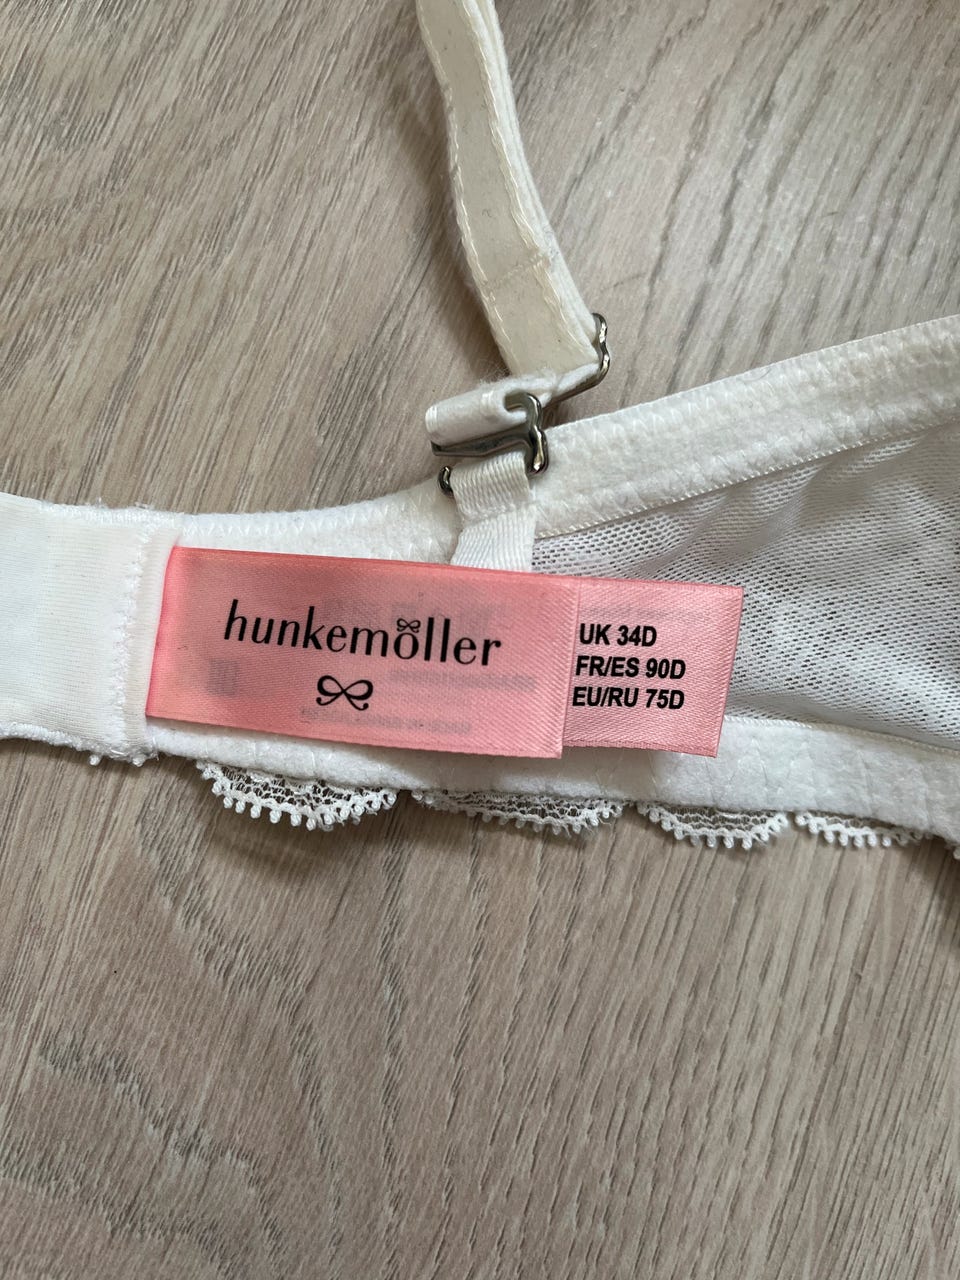 hunkemöller
UK 34D
FR/ES 90D
EU/RU 75D